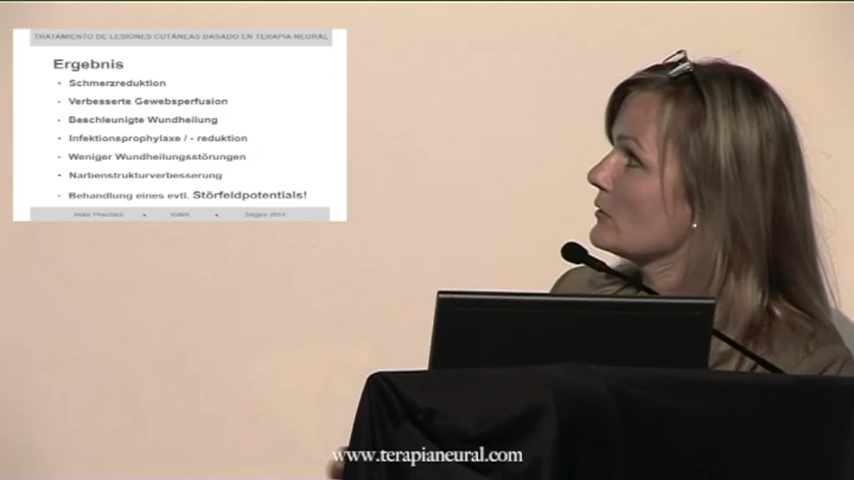 TRATAMIENTO DE LESIONES CUTÁNEAS BASADO EN TERAPIA NEURAL
Ergebnis
- Schmerzreduktion
- Verbesserte Gewebsperfusion
- Beschleunigte Wundheilung
- Infektionsprophylaxe / - reduktion
- Weniger Wundheilungsstörungen
- Narbenstrukturverbesserung
- Behandlung eines evtl. Störfeldpotentials!
2012
www.terapianeural.com